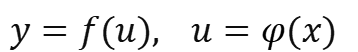 y = f(u),   u = φ(x)